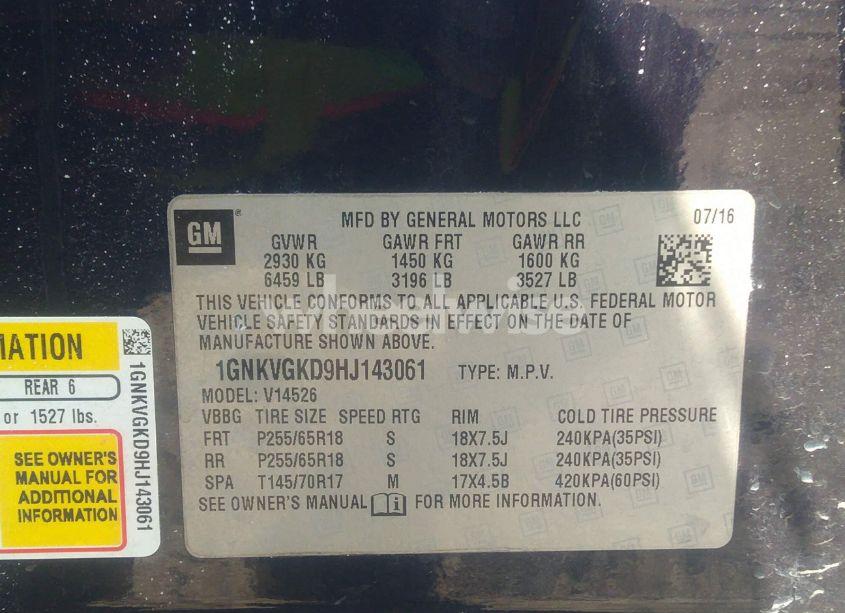 GM
®
MFD BY GENERAL MOTORS LLC 07/16
GVWR GAWR FRT GAWR RR
2930 KG 1450 KG 1600 KG
6459 LB 3196 LB 3527 LB
THIS VEHICLE CONFORMS TO ALL APPLICABLE U.S. FEDERAL MOTOR
VEHICLE SAFETY STANDARDS IN EFFECT ON THE DATE OF
MANUFACTURE SHOWN ABOVE.
1GNKVGKD9HJ143061 TYPE: M.P.V.
MODEL: V14526
VBBG TIRE SIZE SPEED RTG RIM COLD TIRE PRESSURE
FRT P255/65R18 S 18X7.5J 240KPA(35PSI)
RR P255/65R18 S 18X7.5J 240KPA(35PSI)
SPA T145/70R17 M 17X4.5B 420KPA(60PSI)
SEE OWNER'S MANUAL i FOR MORE INFORMATION.
MATION
REAR 6
or 1527 lbs.
SEE OWNER'S
MANUAL FOR
ADDITIONAL
INFORMATION
1GNKVGKD9HJ143061